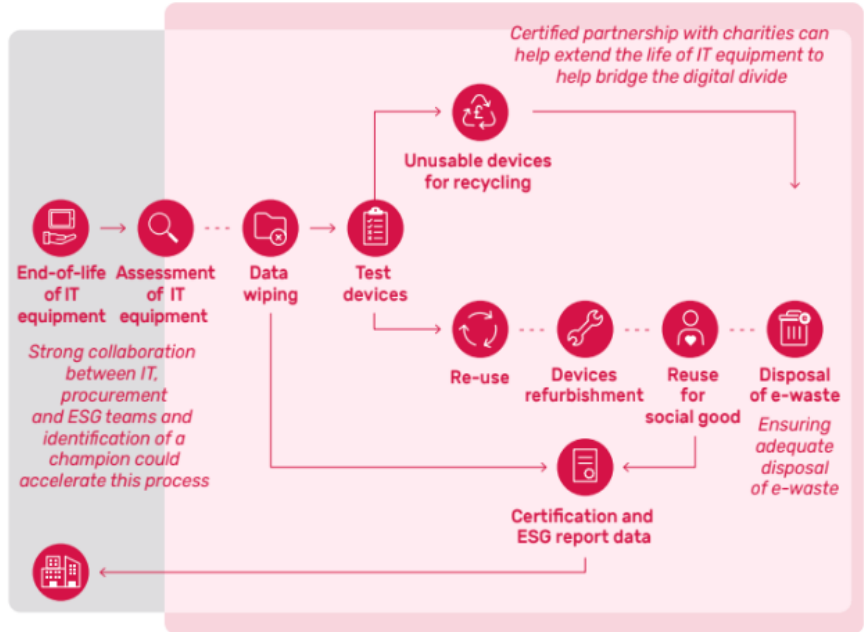 Certified partnership with charities can
help extend the life of IT equipment to
help bridge the digital divide
£
Unusable devices
for recycling
End-of-life
of IT
equipment
Assessment
of IT
equipment
Data
wiping
Test
devices
Strong collaboration
between IT,
procurement
and ESG teams and
identification of a
champion could
accelerate this process
Re-use
Devices
refurbishment
Reuse
for
social good
Disposal
of e-waste
Ensuring
adequate
disposal
of e-waste
Certification and
ESG report data